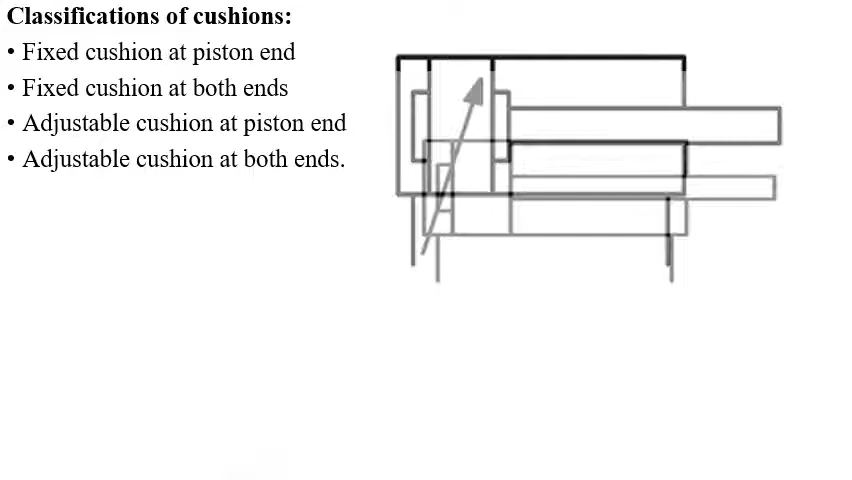 Classifications of cushions:
• Fixed cushion at piston end
• Fixed cushion at both ends
• Adjustable cushion at piston end
• Adjustable cushion at both ends.